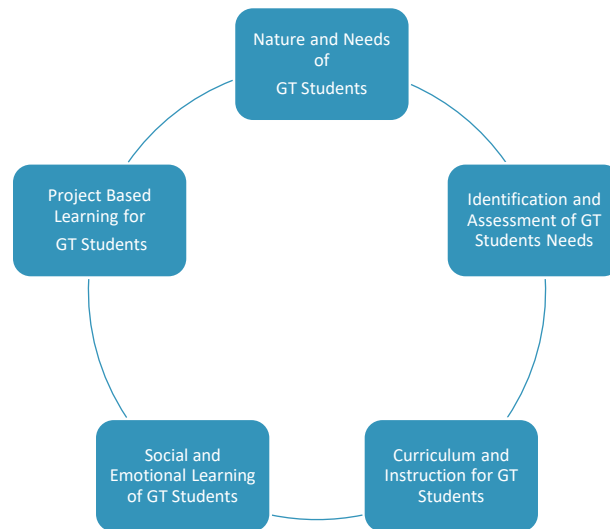 Nature and Needs
of
GT Students
Project Based
Learning for
GT Students
Identification and
Assessment of GT
Students Needs
Social and
Emotional Learning
of GT Students
Curriculum and
Instruction for GT
Students